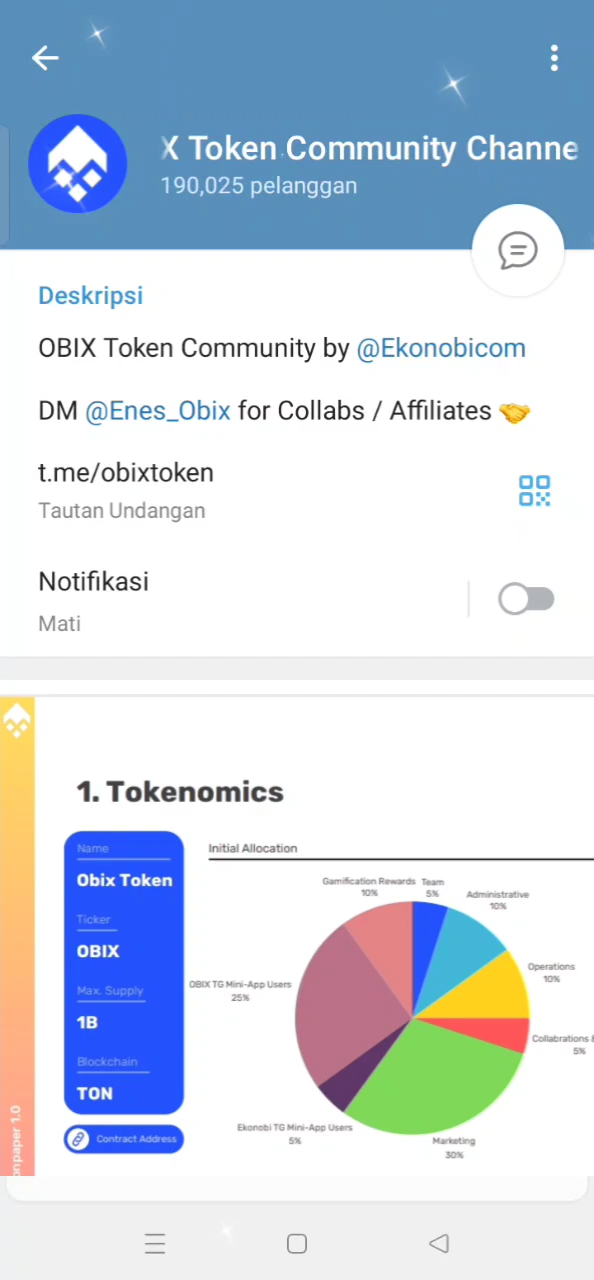 X Token Community Channe
190,025 pelanggan
Deskripsi
OBIX Token Community by @Ekonobicom
DM @Enes_Obix for Collabs / Affiliates 🤝
t.me/obixtoken
Tautan Undangan
Notifikasi
Mati
1. Tokenomics
Name
Obix Token
Ticker
OBIX
Max. Supply
1B
Blockchain
TON
Contract Address
Initial Allocation
Gamification Rewards
10%
Team
5%
Administrative
10%
Operations
10%
Collabrations
5%
Marketing
30%
Ekonobi TG Mini-App Users
5%
OBIX TG Mini-App Users
25%
onpaper 1.0